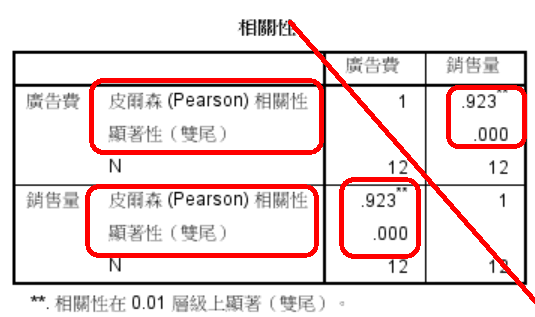 相關性
廣告費 銷售量
廣告費 皮爾森 (Pearson) 相關性 1 .923**
顯著性（雙尾） .000
N 12 12
銷售量 皮爾森 (Pearson) 相關性 .923** 1
顯著性（雙尾） .000
N 12 12
**. 相關性在 0.01 層級上顯著（雙尾）。